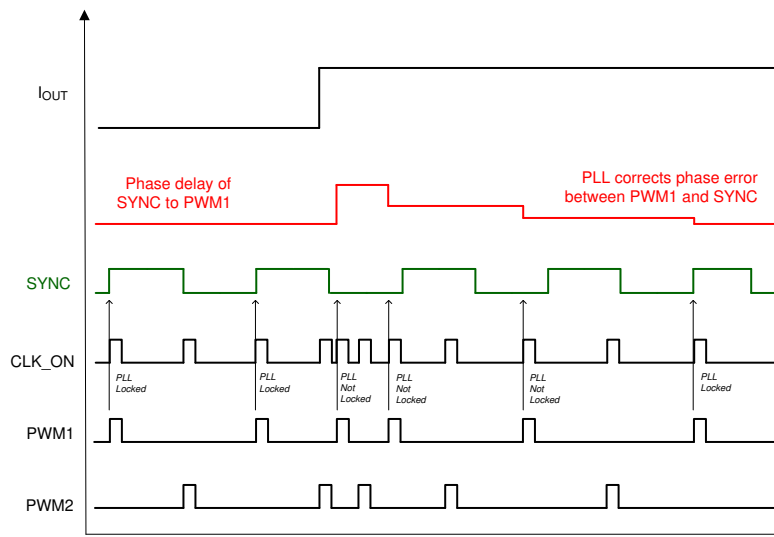 IOUT
Phase delay of
SYNC to PWM1
PLL corrects phase error
between PWM1 and SYNC
SYNC
CLK_ON
PLL
Locked
PLL
Locked
PLL
Not
Locked
PLL
Not
Locked
PLL
Not
Locked
PLL
Locked
PWM1
PWM2